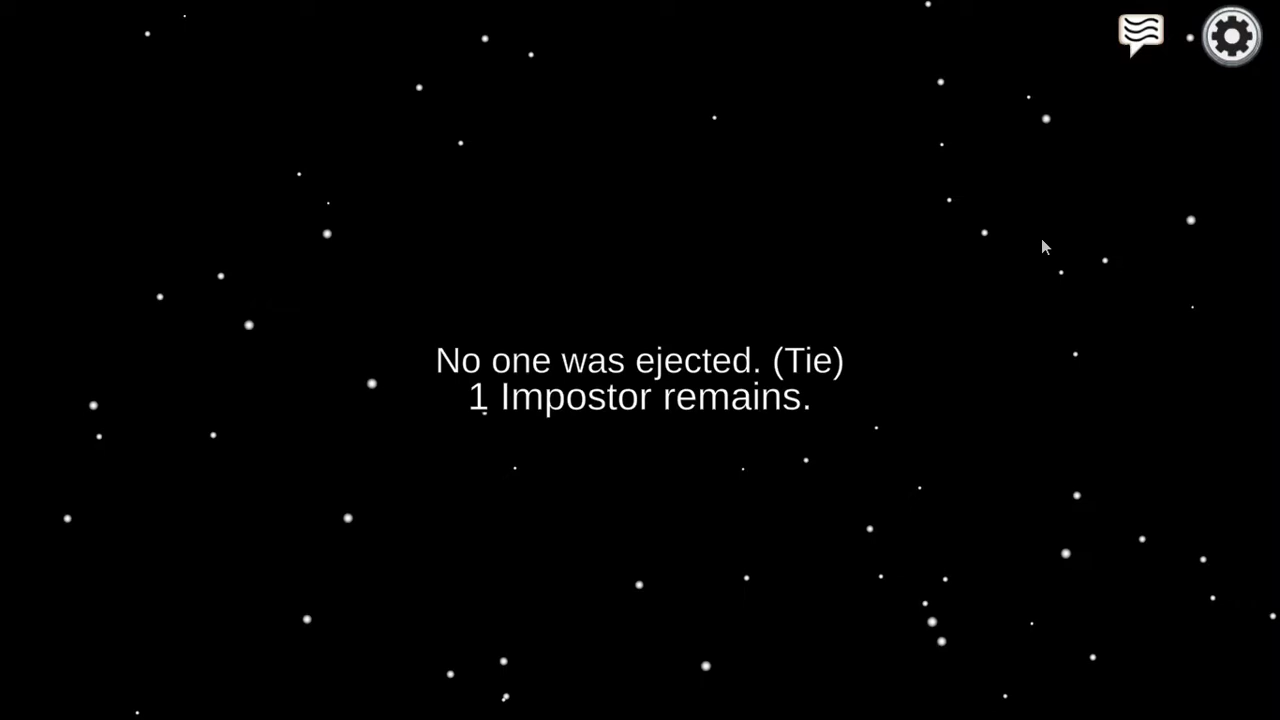 No one was ejected. (Tie)
1 Impostor remains.